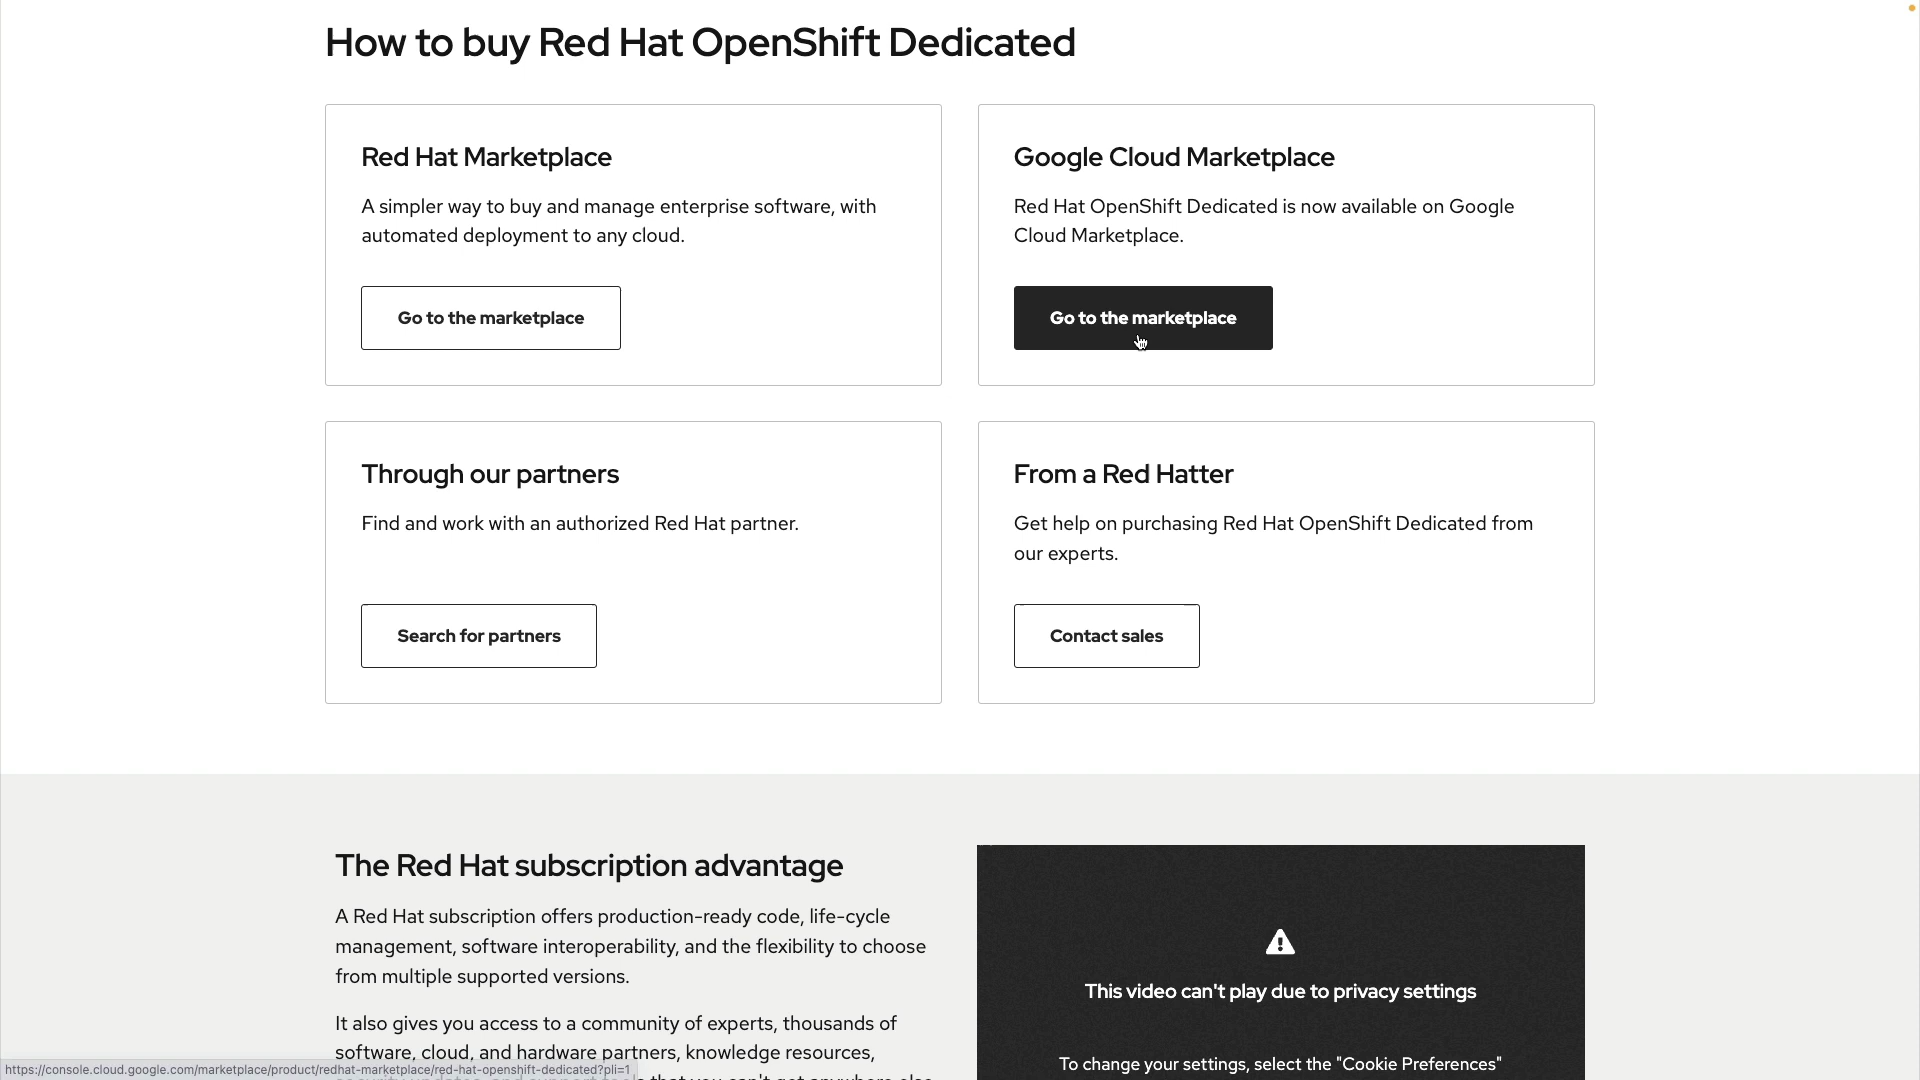 How to buy Red Hat OpenShift Dedicated
Red Hat Marketplace
A simpler way to buy and manage enterprise software, with
automated deployment to any cloud.
Go to the marketplace
Google Cloud Marketplace
Red Hat OpenShift Dedicated is now available on Google
Cloud Marketplace.
Go to the marketplace
Through our partners
Find and work with an authorized Red Hat partner.
Search for partners
From a Red Hatter
Get help on purchasing Red Hat OpenShift Dedicated from
our experts.
Contact sales
The Red Hat subscription advantage
A Red Hat subscription offers production-ready code, life-cycle
management, software interoperability, and the flexibility to choose
from multiple supported versions.
It also gives you access to a community of experts, thousands of
software, cloud, and hardware partners, knowledge resources,
that you can't get anywhere else
This video can't play due to privacy settings
To change your settings, select the "Cookie Preferences"
https://console.cloud.google.com/marketplace/product/redhat-marketplace/red-hat-openshift-dedicated?pli=1